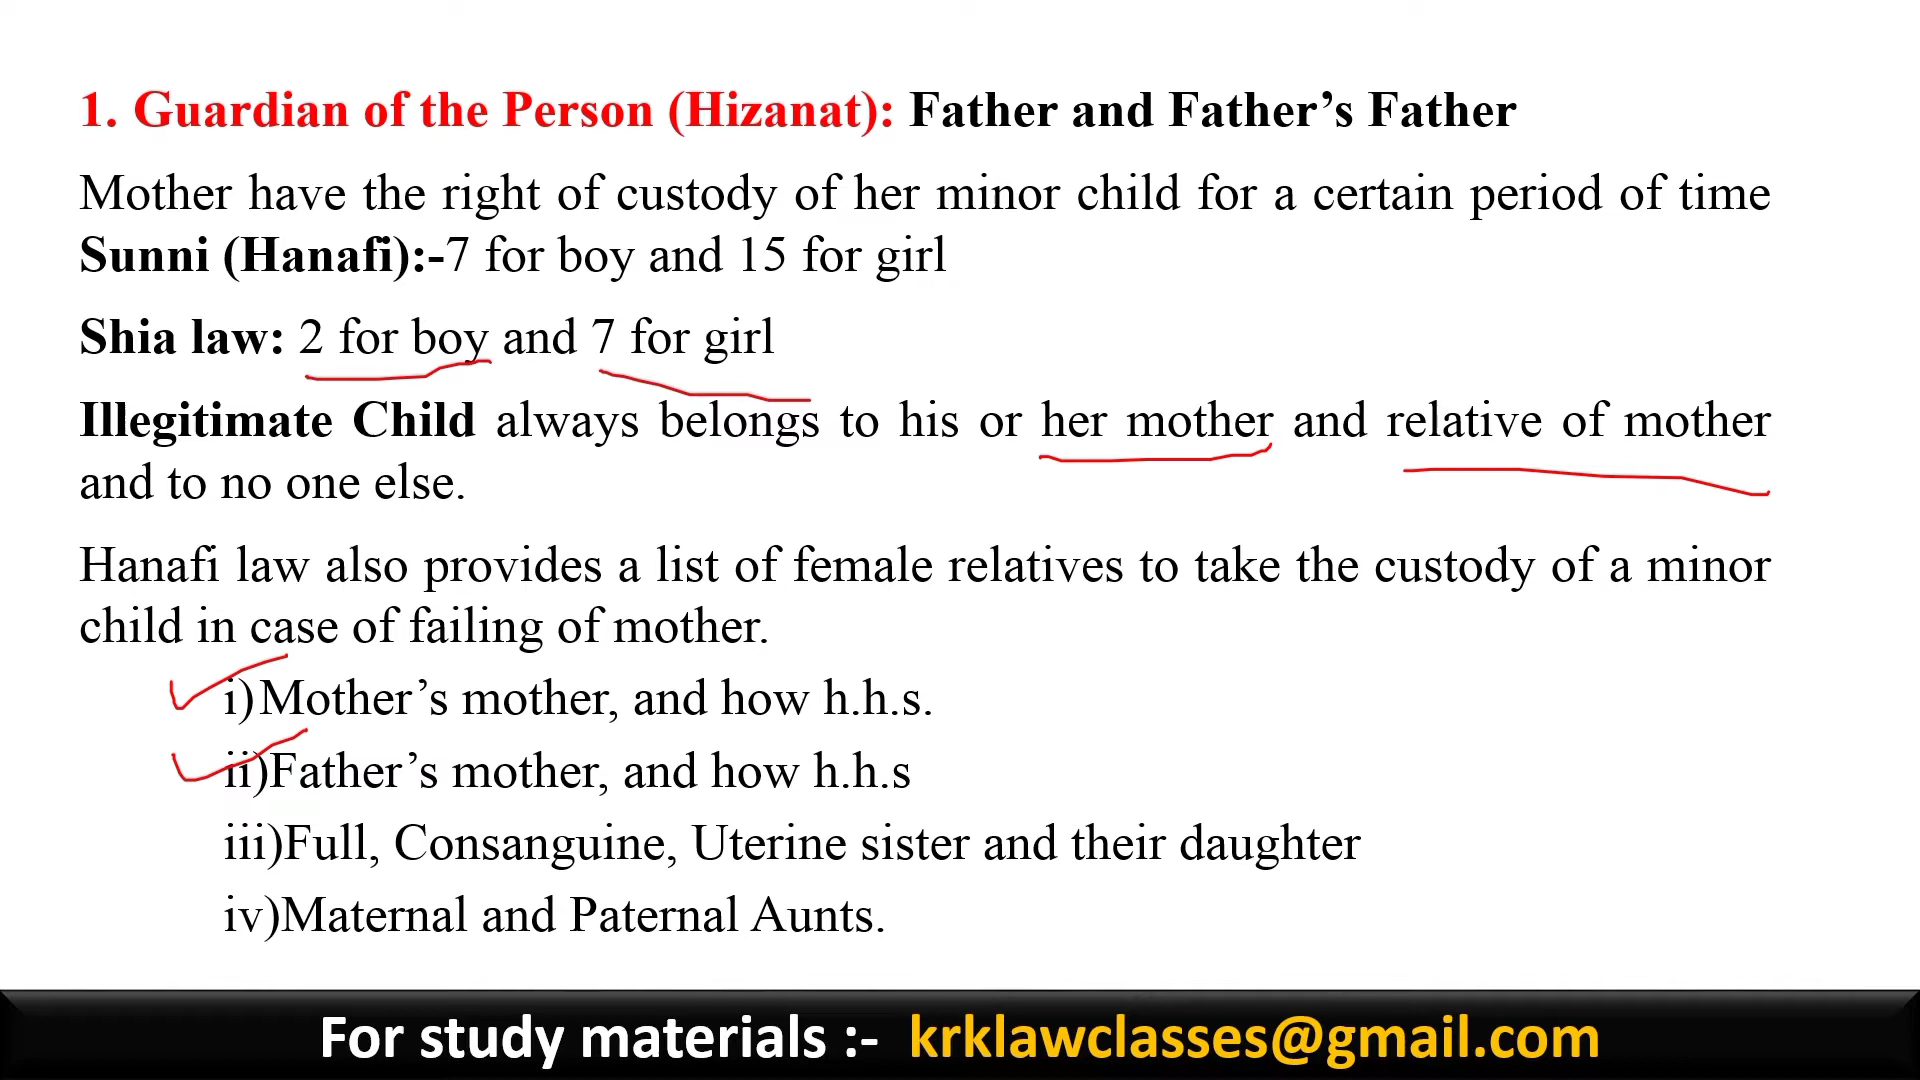 1. Guardian of the Person (Hizanat): Father and Father’s Father
Mother have the right of custody of her minor child for a certain period of time
Sunni (Hanafi):-7 for boy and 15 for girl
Shia law: 2 for boy and 7 for girl
Illegitimate Child always belongs to his or her mother and relative of mother
and to no one else.
Hanafi law also provides a list of female relatives to take the custody of a minor
child in case of failing of mother.
i)Mother’s mother, and how h.h.s.
ii)Father’s mother, and how h.h.s
iii)Full, Consanguine, Uterine sister and their daughter
iv)Maternal and Paternal Aunts.
For study materials :- krklawclasses@gmail.com